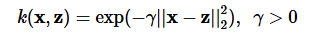 k(x, z) = exp(−γ||x − z||₂²), γ > 0